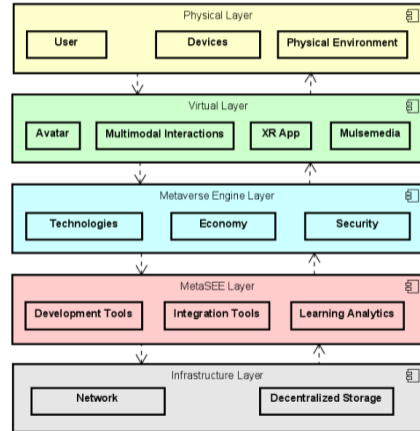 Physical Layer
User
Devices
Physical Environment
Virtual Layer
Avatar
Multimodal Interactions
XR App
Mulsemedia
Metaverse Engine Layer
Technologies
Economy
Security
MetaSEE Layer
Development Tools
Integration Tools
Learning Analytics
Infrastructure Layer
Network
Decentralized Storage